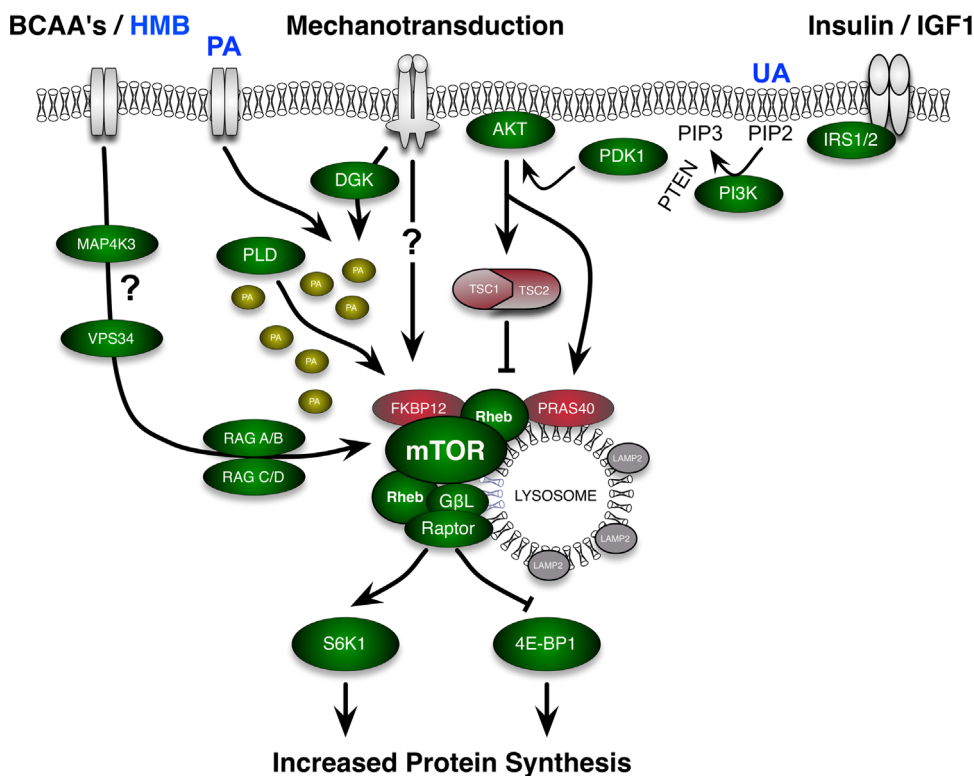 BCAA's / HMB
PA
Mechanotransduction
Insulin / IGF1
UA
AKT
PDK1
PIP3
PIP2
IRS1/2
PTEN
PI3K
DGK
MAP4K3
?
VPS34
PLD
?
PA
PA
PA
PA
PA
PA
PA
TSC1
TSC2
FKBP12
Rheb
PRAS40
mTOR
RAG A/B
RAG C/D
Rheb
GβL
Raptor
LYSOSOME
LAMP2
LAMP2
LAMP2
S6K1
4E-BP1
Increased Protein Synthesis